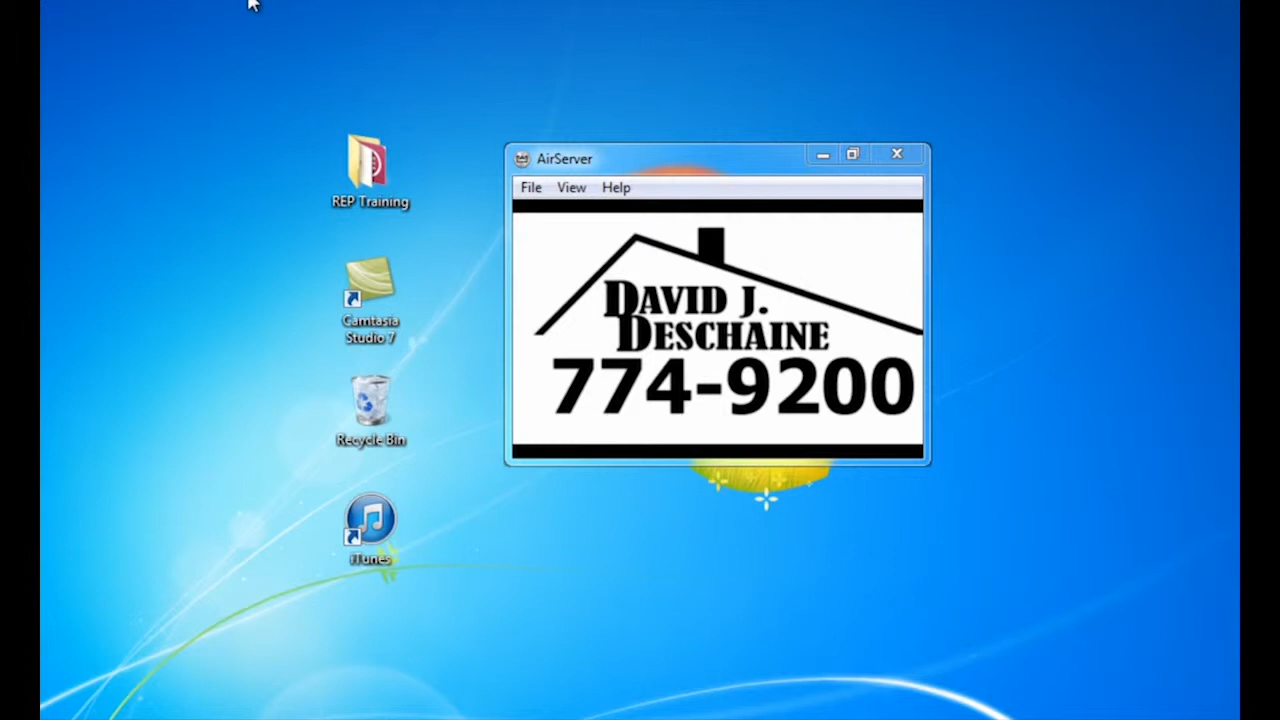 REP Training
Camtasia
Studio 7
Recycle Bin
iTunes
AirServer
File View Help
DAVID J.
DESCHAINE
774-9200